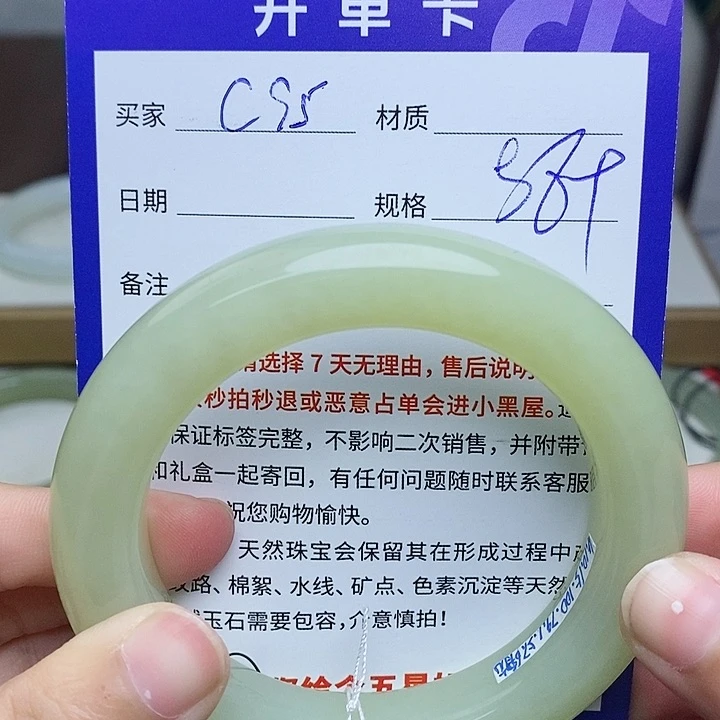 开单卡
买家 C95 材质
日期 规格
备注
请选择7天无理由，售后说明
秒拍秒退或恶意占单会进小黑屋。
保证标签完整，不影响二次销售，并附带
和礼盒一起寄回，有任何问题随时联系客服
祝您购物愉快。
天然珠宝会保留其在形成过程中
纹路、棉絮、水线、矿点、色素沉淀等天然
玉石需要包容，介意慎拍！